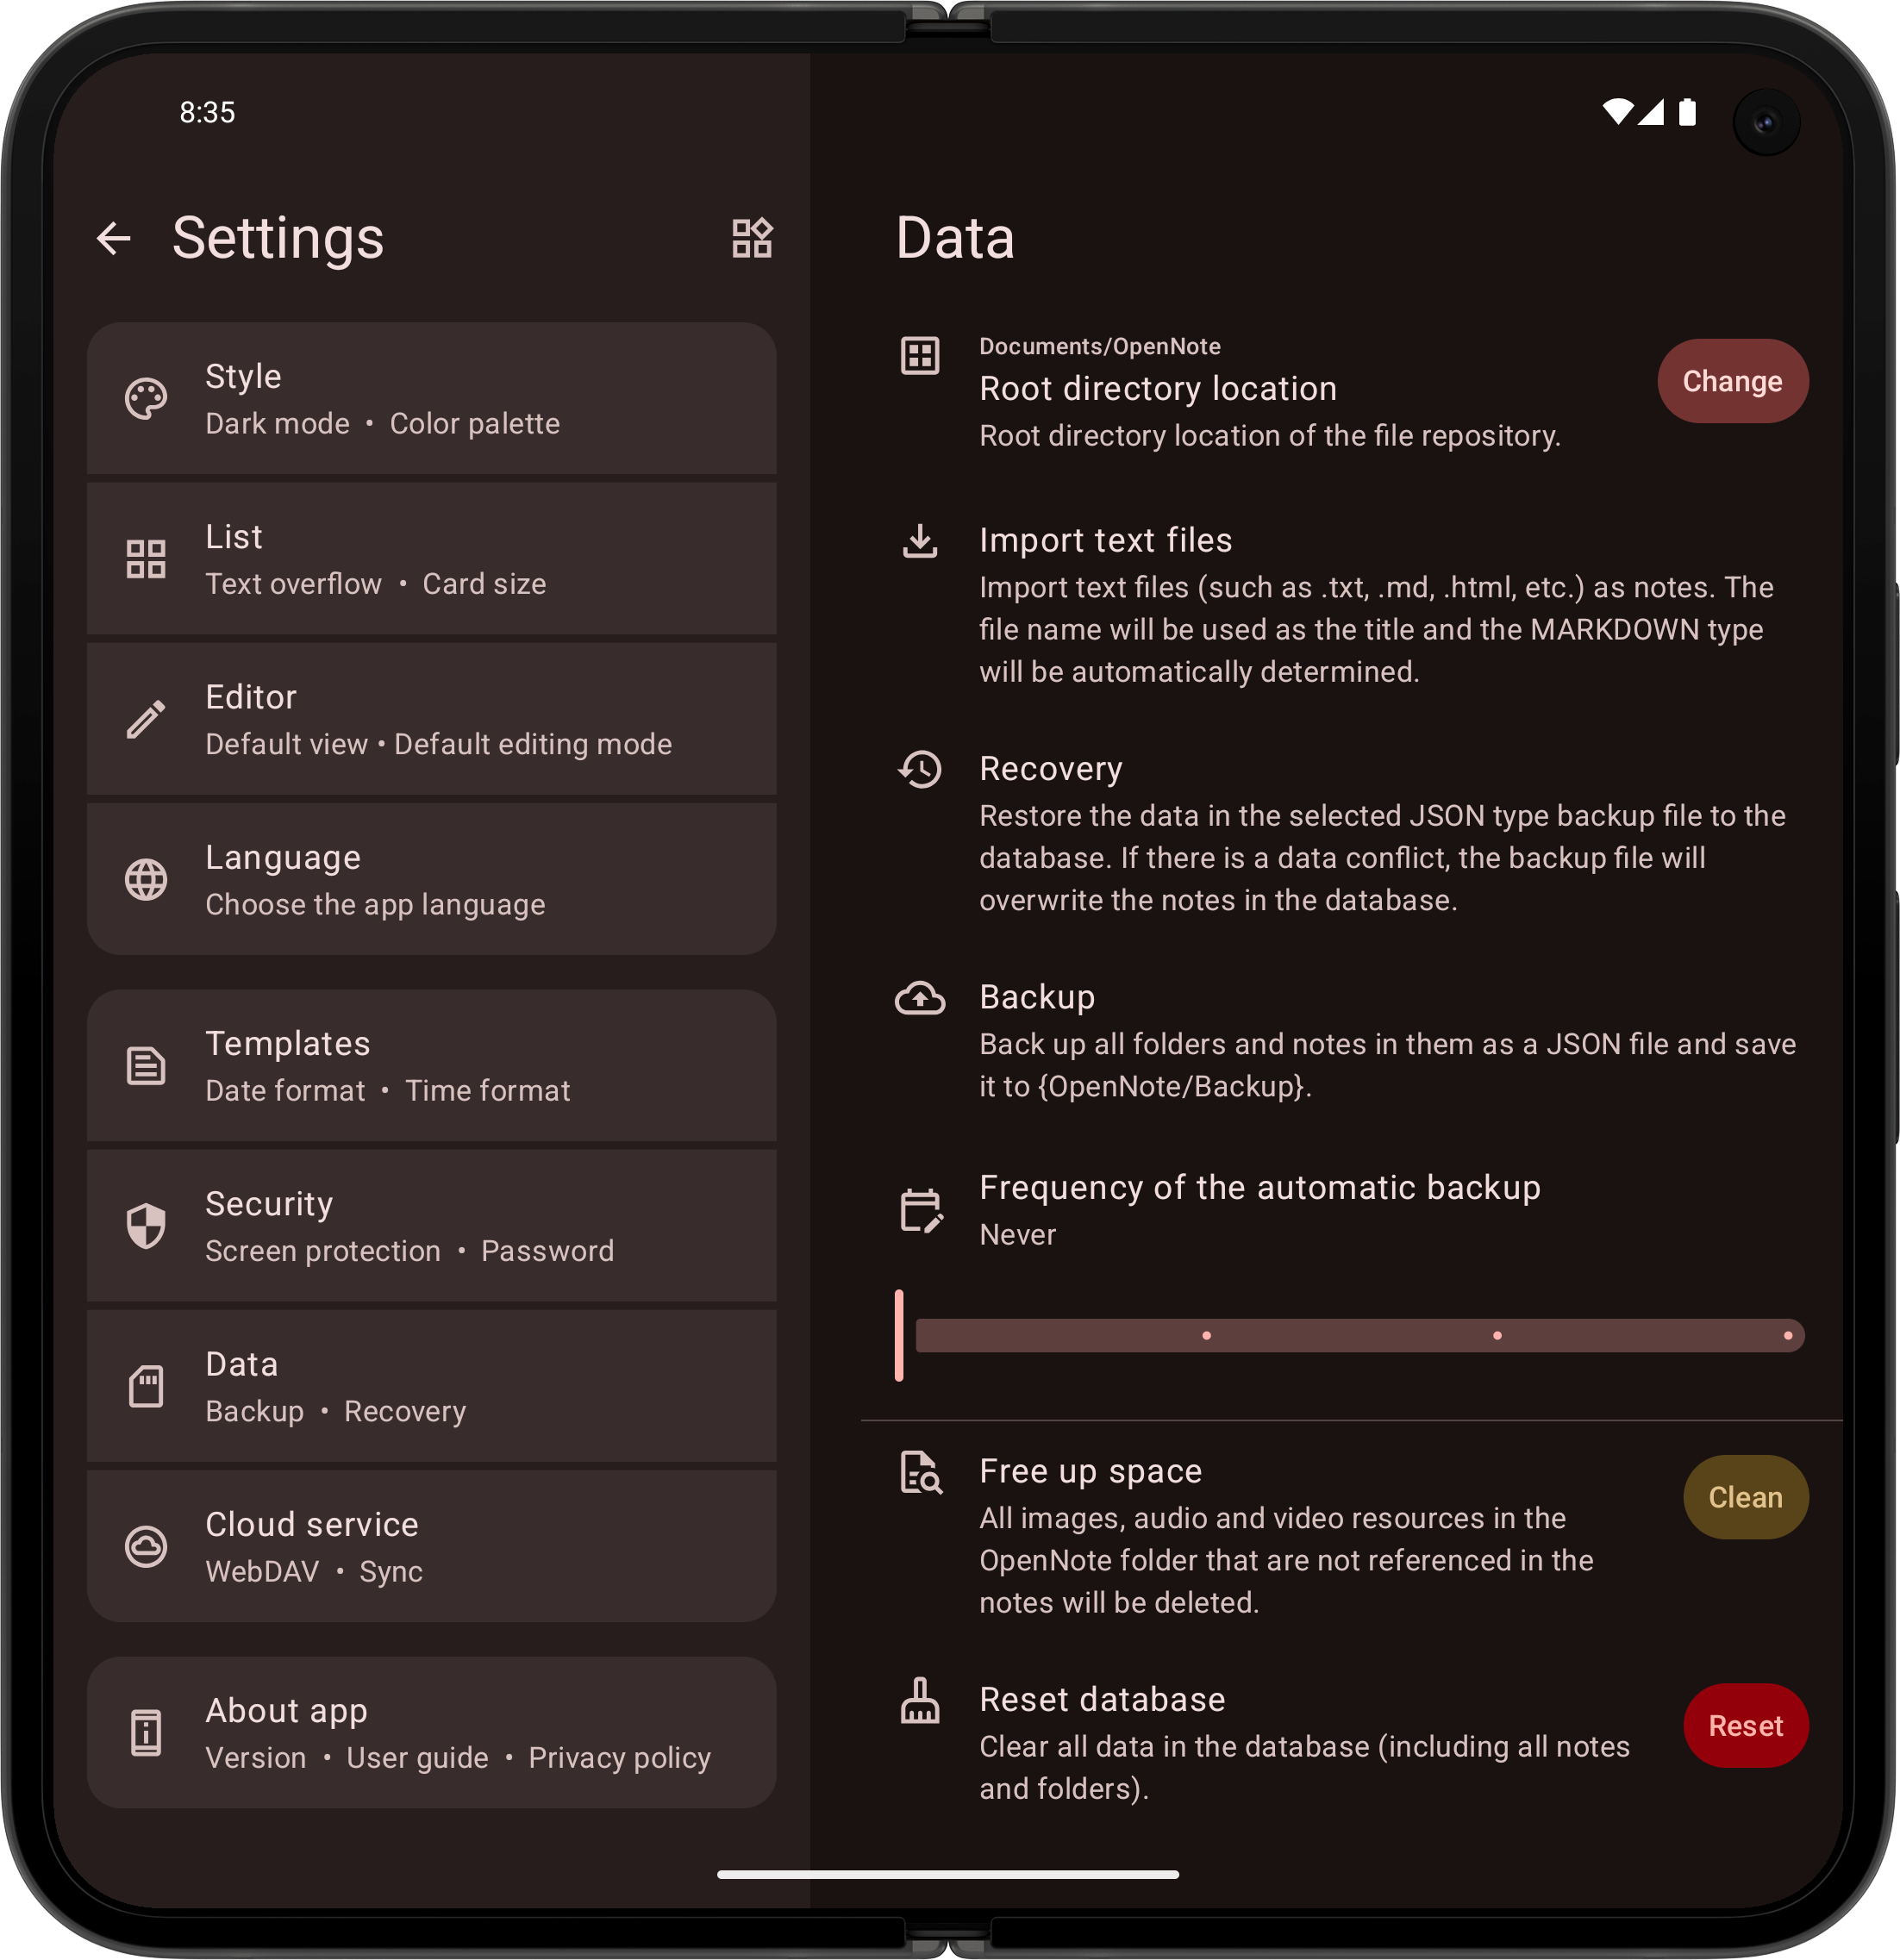 8:35
Settings
Style
Dark mode • Color palette
List
Text overflow • Card size
Editor
Default view • Default editing mode
Language
Choose the app language
Templates
Date format • Time format
Security
Screen protection • Password
Data
Backup • Recovery
Cloud service
WebDAV • Sync
About app
Version • User guide • Privacy policy
Data
Documents/OpenNote
Root directory location
Root directory location of the file repository.
Change
Import text files
Import text files (such as .txt, .md, .html, etc.) as notes. The
file name will be used as the title and the MARKDOWN type
will be automatically determined.
Recovery
Restore the data in the selected JSON type backup file to the
database. If there is a data conflict, the backup file will
overwrite the notes in the database.
Backup
Back up all folders and notes in them as a JSON file and save
it to {OpenNote/Backup}.
Frequency of the automatic backup
Never
Free up space
All images, audio and video resources in the
OpenNote folder that are not referenced in the
notes will be deleted.
Clean
Reset database
Clear all data in the database (including all notes
and folders).
Reset